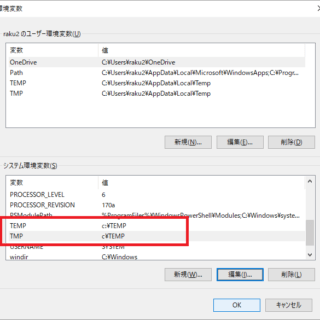 環境変数
raku2 のユーザー環境変数(U)
変数 値
OneDrive C:¥Users¥raku2¥OneDrive
Path C:¥Users¥raku2¥AppData¥Local¥Microsoft¥WindowsApps;C:¥Progr...
TEMP C:¥Users¥raku2¥AppData¥Local¥Temp
TMP C:¥Users¥raku2¥AppData¥Local¥Temp
新規(N)... 編集(E)... 削除(D)
システム環境変数(S)
変数 値
PROCESSOR_LEVEL 6
PROCESSOR_REVISION 170a
PSModulePath %ProgramFiles%¥WindowsPowerShell¥Modules;C:¥Windows¥syste...
TEMP c:¥TEMP
TMP c:¥TEMP
USERNAME SYSTEM
windir C:¥Windows
新規(W)... 編集(I)... 削除(L)
OK キャンセル